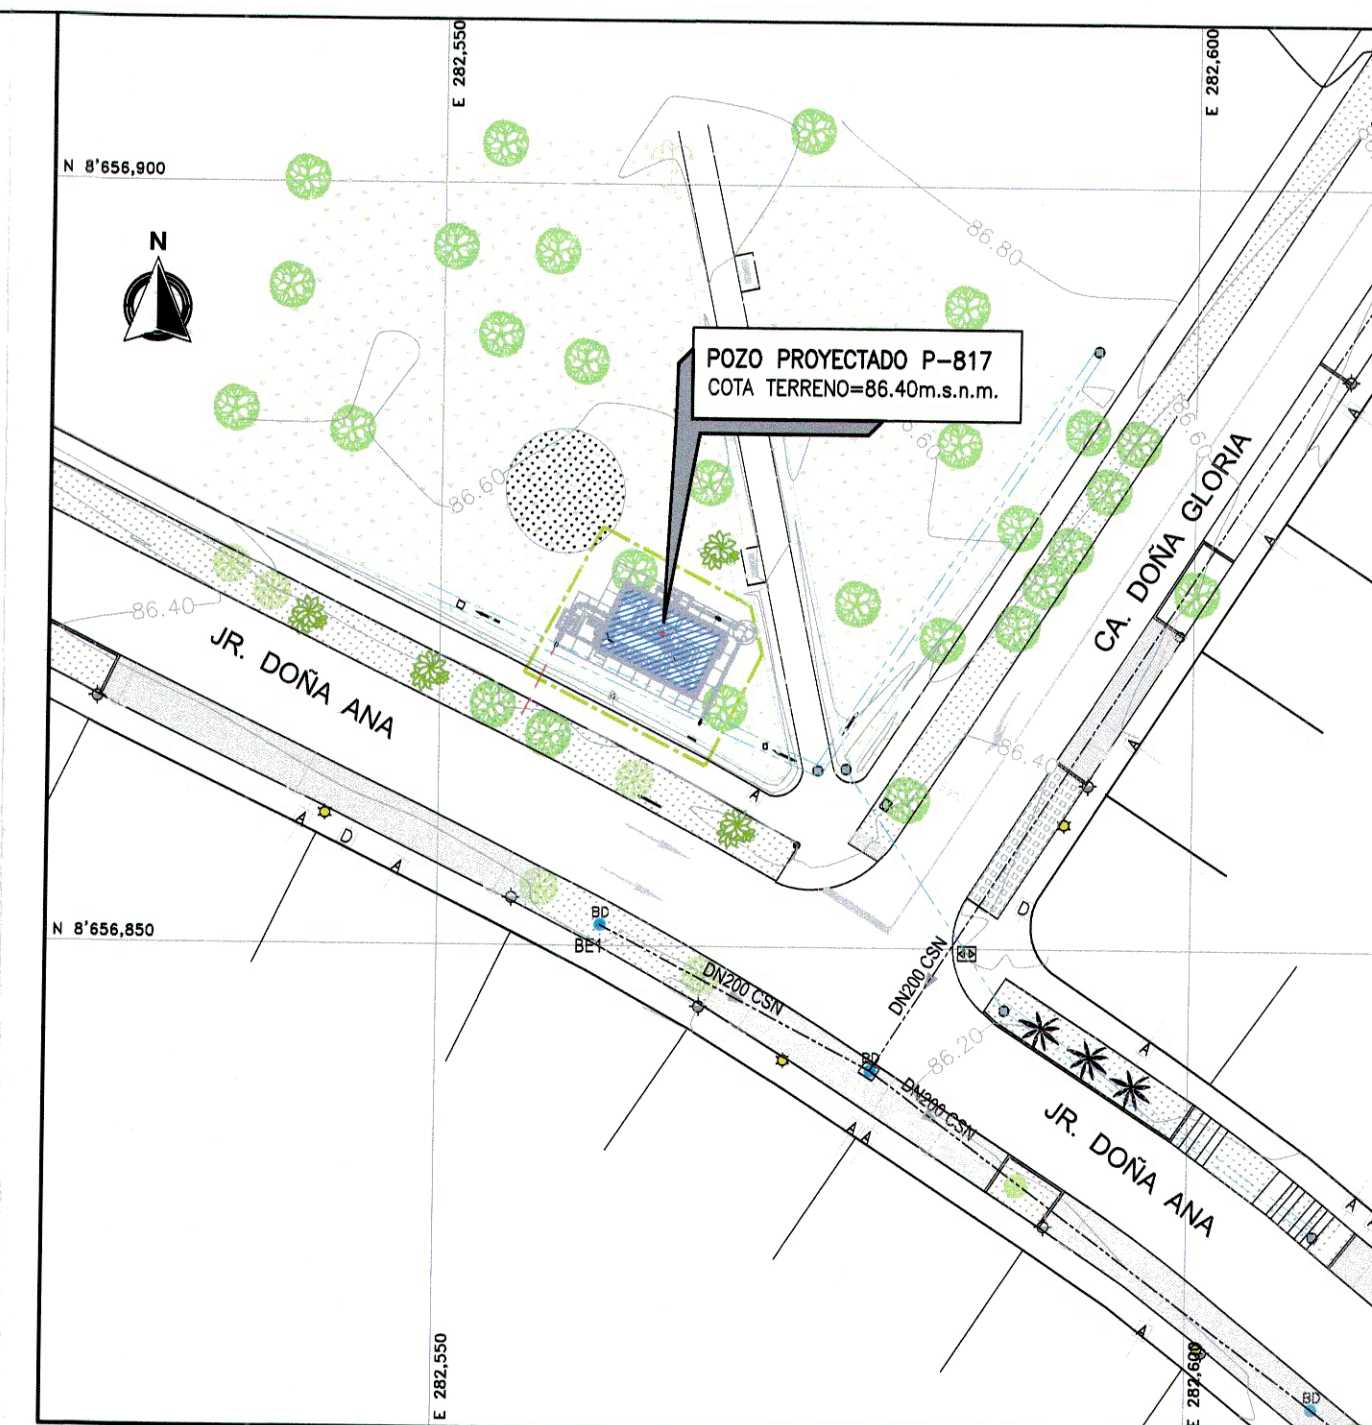 E 282,550
E 282,600
N 8'656,900
N
86.80
POZO PROYECTADO P-817
COTA TERRENO=86.40m.s.n.m.
6.60
86.60
86.60
CA. DOÑA GLORIA
A
A
86.40
JR. DOÑA ANA
86.40
A
A
A
D
A
D
BD
BE1
N 8'656,850
DN200 CSN
DN200 CSN
BD
DN200 CSN
86.20
A
JR. DOÑA ANA
A A
A
A
A
E 282,550
E 282,600
BD